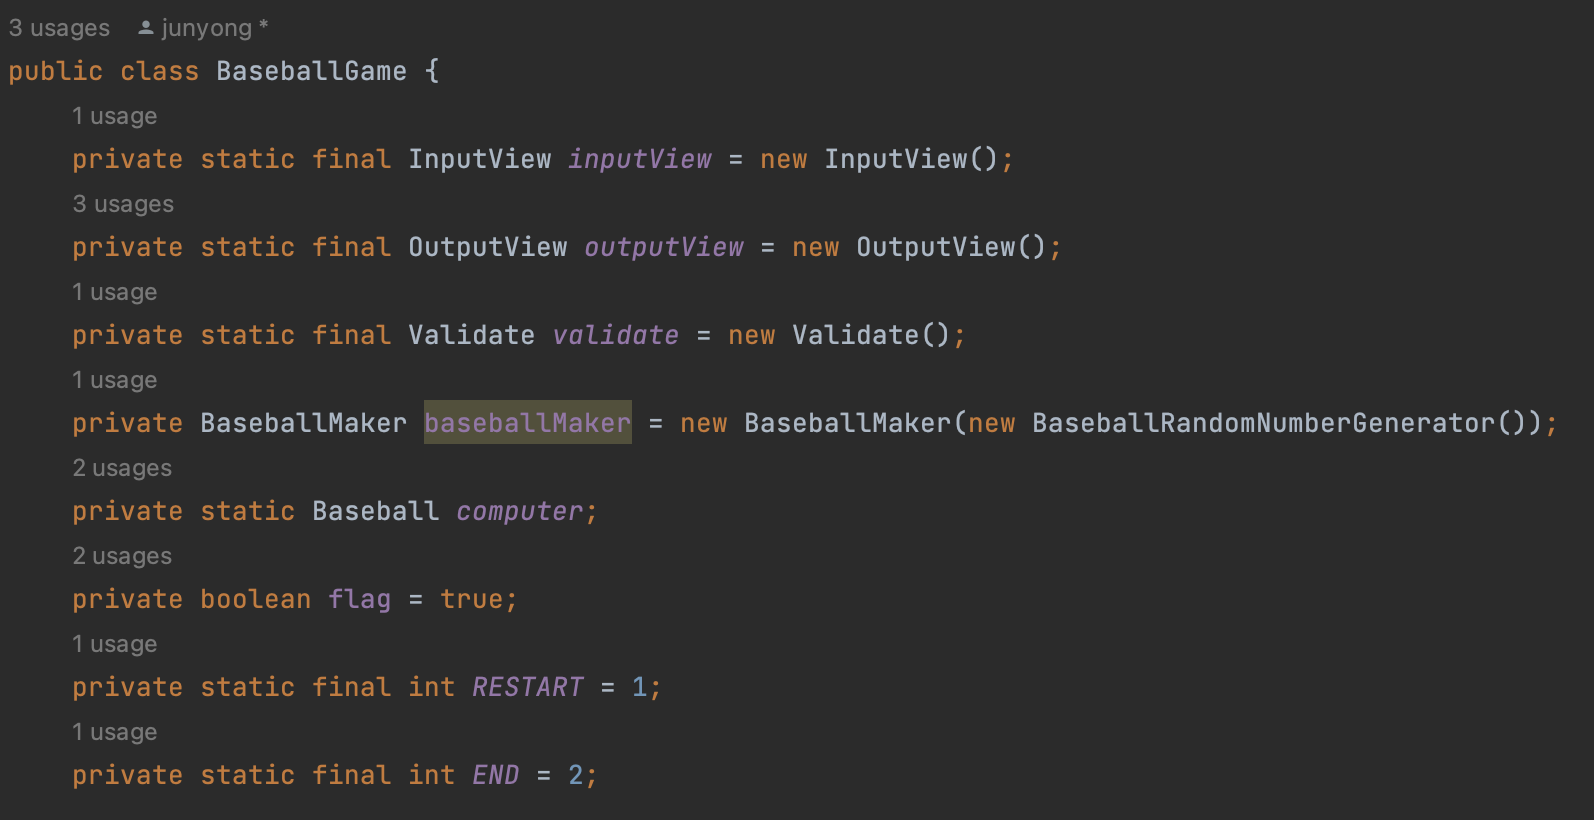 3 usages junyong *
public class BaseballGame {
1 usage
private static final InputView inputView = new InputView();
3 usages
private static final OutputView outputView = new OutputView();
1 usage
private static final Validate validate = new Validate();
1 usage
private BaseballMaker baseballMaker = new BaseballMaker(new BaseballRandomNumberGenerator());
2 usages
private static Baseball computer;
2 usages
private boolean flag = true;
1 usage
private static final int RESTART = 1;
1 usage
private static final int END = 2;